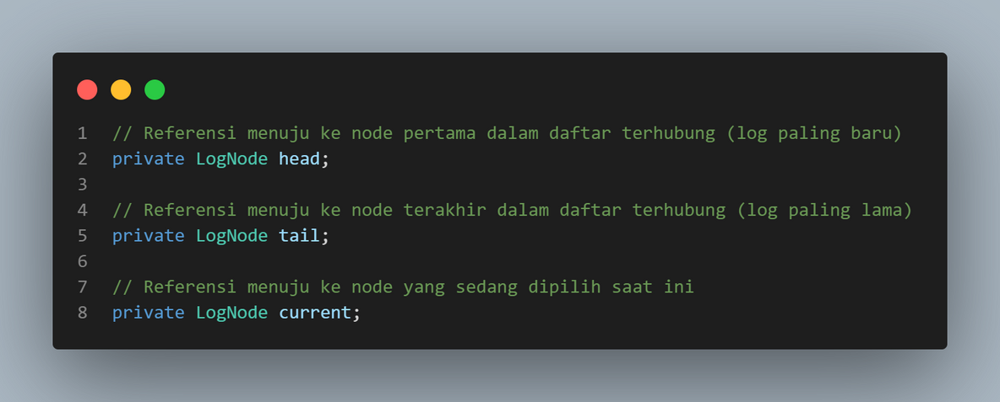 1 // Referensi menuju ke node pertama dalam daftar terhubung (log paling baru)
2 private LogNode head;
3
4 // Referensi menuju ke node terakhir dalam daftar terhubung (log paling lama)
5 private LogNode tail;
6
7 // Referensi menuju ke node yang sedang dipilih saat ini
8 private LogNode current;